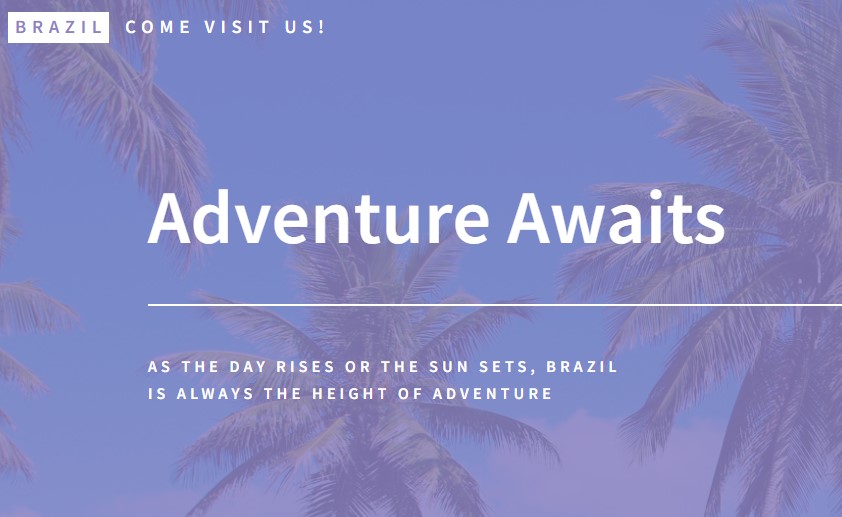 BRAZIL COME VISIT US!
Adventure Awaits
AS THE DAY RISES OR THE SUN SETS, BRAZIL
IS ALWAYS THE HEIGHT OF ADVENTURE